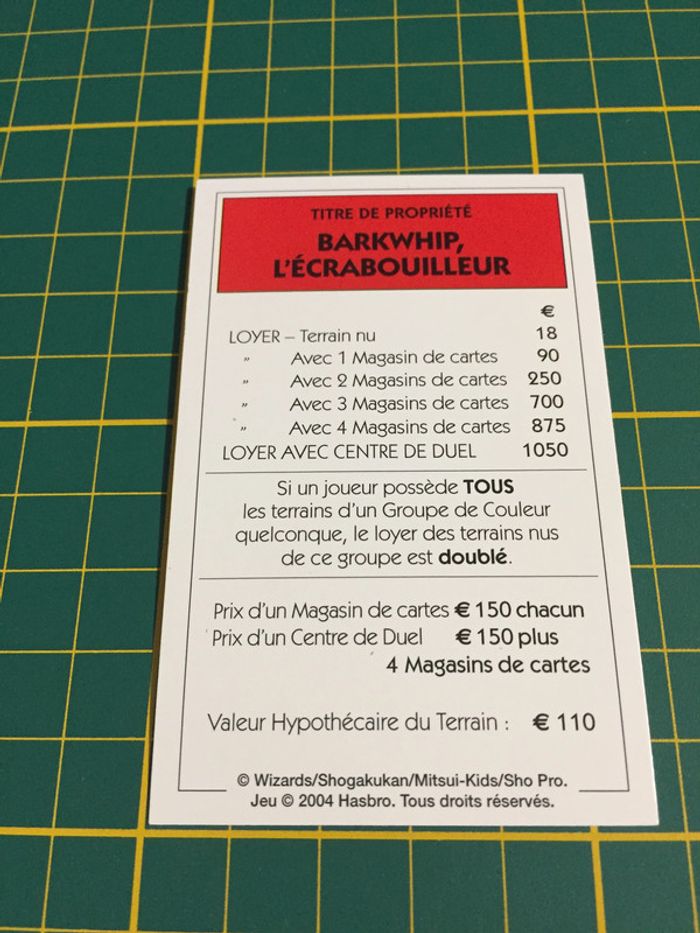 TITRE DE PROPRIÉTÉ
BARKWHIP,
L'ÉCRABOUILLEUR
€
LOYER – Terrain nu 18
” Avec 1 Magasin de cartes 90
” Avec 2 Magasins de cartes 250
” Avec 3 Magasins de cartes 700
” Avec 4 Magasins de cartes 875
LOYER AVEC CENTRE DE DUEL 1050
Si un joueur possède TOUS
les terrains d'un Groupe de Couleur
quelconque, le loyer des terrains nus
de ce groupe est doublé.
Prix d'un Magasin de cartes € 150 chacun
Prix d'un Centre de Duel € 150 plus
4 Magasins de cartes
Valeur Hypothécaire du Terrain : € 110
© Wizards/Shogakukan/Mitsui-Kids/Sho Pro.
Jeu © 2004 Hasbro. Tous droits réservés.